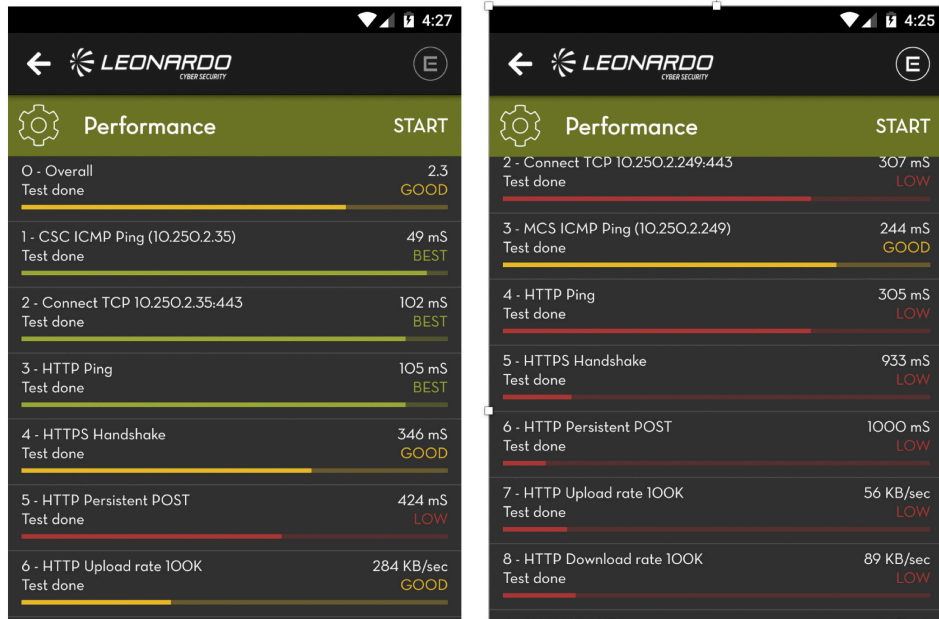 4:27
LEONARDO
CYBER SECURITY
E
Performance START
O - Overall 2.3
Test done GOOD
1 - CSC ICMP Ping (10.250.2.35) 49 mS
Test done BEST
2 - Connect TCP 10.250.2.35:443 102 mS
Test done BEST
3 - HTTP Ping 105 mS
Test done BEST
4 - HTTPS Handshake 346 mS
Test done GOOD
5 - HTTP Persistent POST 424 mS
Test done LOW
6 - HTTP Upload rate 100K 284 KB/sec
Test done GOOD
4:25
LEONARDO
CYBER SECURITY
E
Performance START
2 - Connect TCP 10.250.2.249:443 307 mS
Test done LOW
3 - MCS ICMP Ping (10.250.2.249) 244 mS
Test done GOOD
4 - HTTP Ping 305 mS
Test done LOW
5 - HTTPS Handshake 933 mS
Test done LOW
6 - HTTP Persistent POST 1000 mS
Test done LOW
7 - HTTP Upload rate 100K 56 KB/sec
Test done LOW
8 - HTTP Download rate 100K 89 KB/sec
Test done LOW